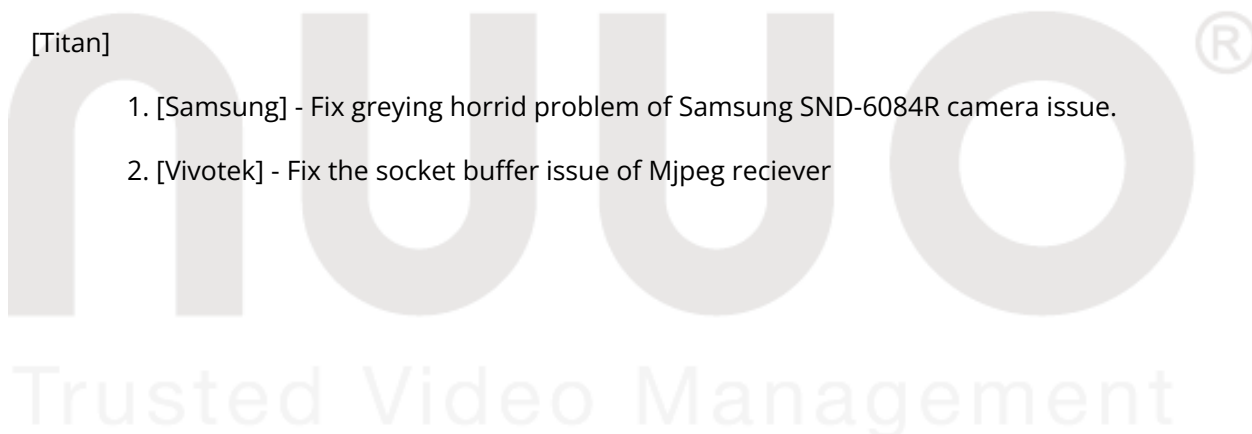 [Titan]
1. [Samsung] - Fix greying horrid problem of Samsung SND-6084R camera issue.
2. [Vivotek] - Fix the socket buffer issue of Mjpeg reciever
nuuo®
Trusted Video Management